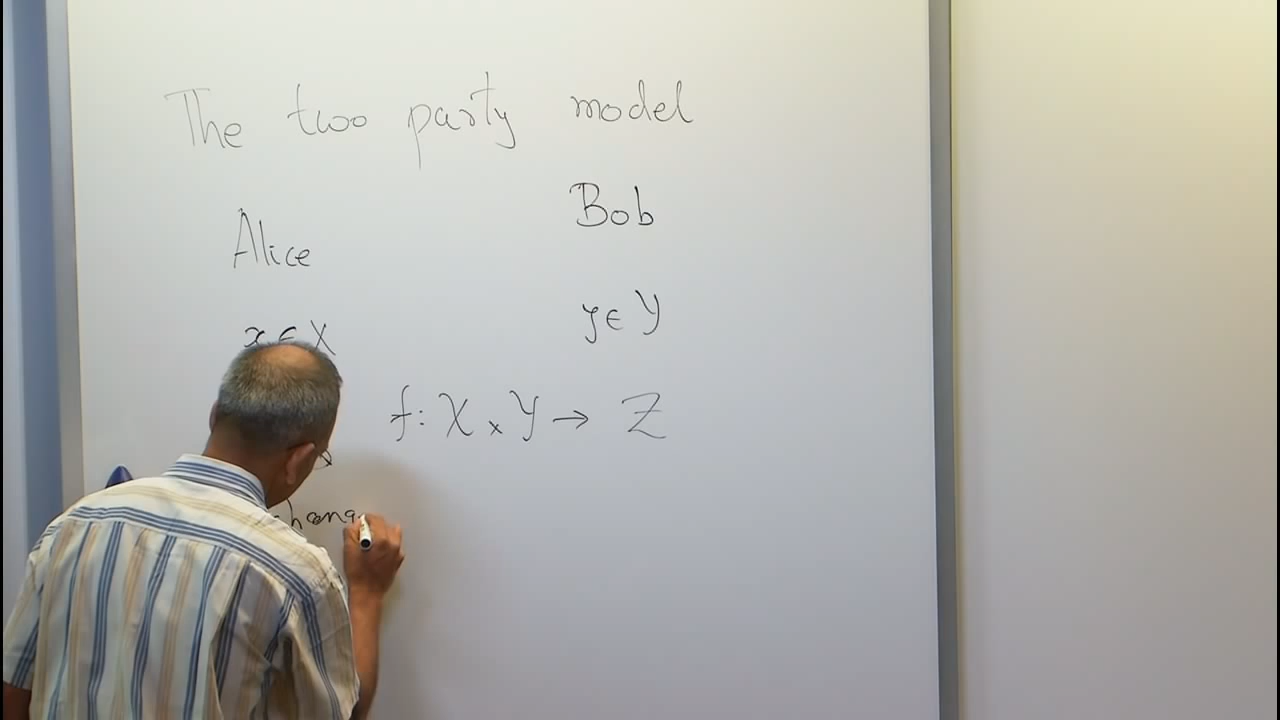 The two party model
Alice Bob
x ∈ X y ∈ Y
f: X × Y → Z